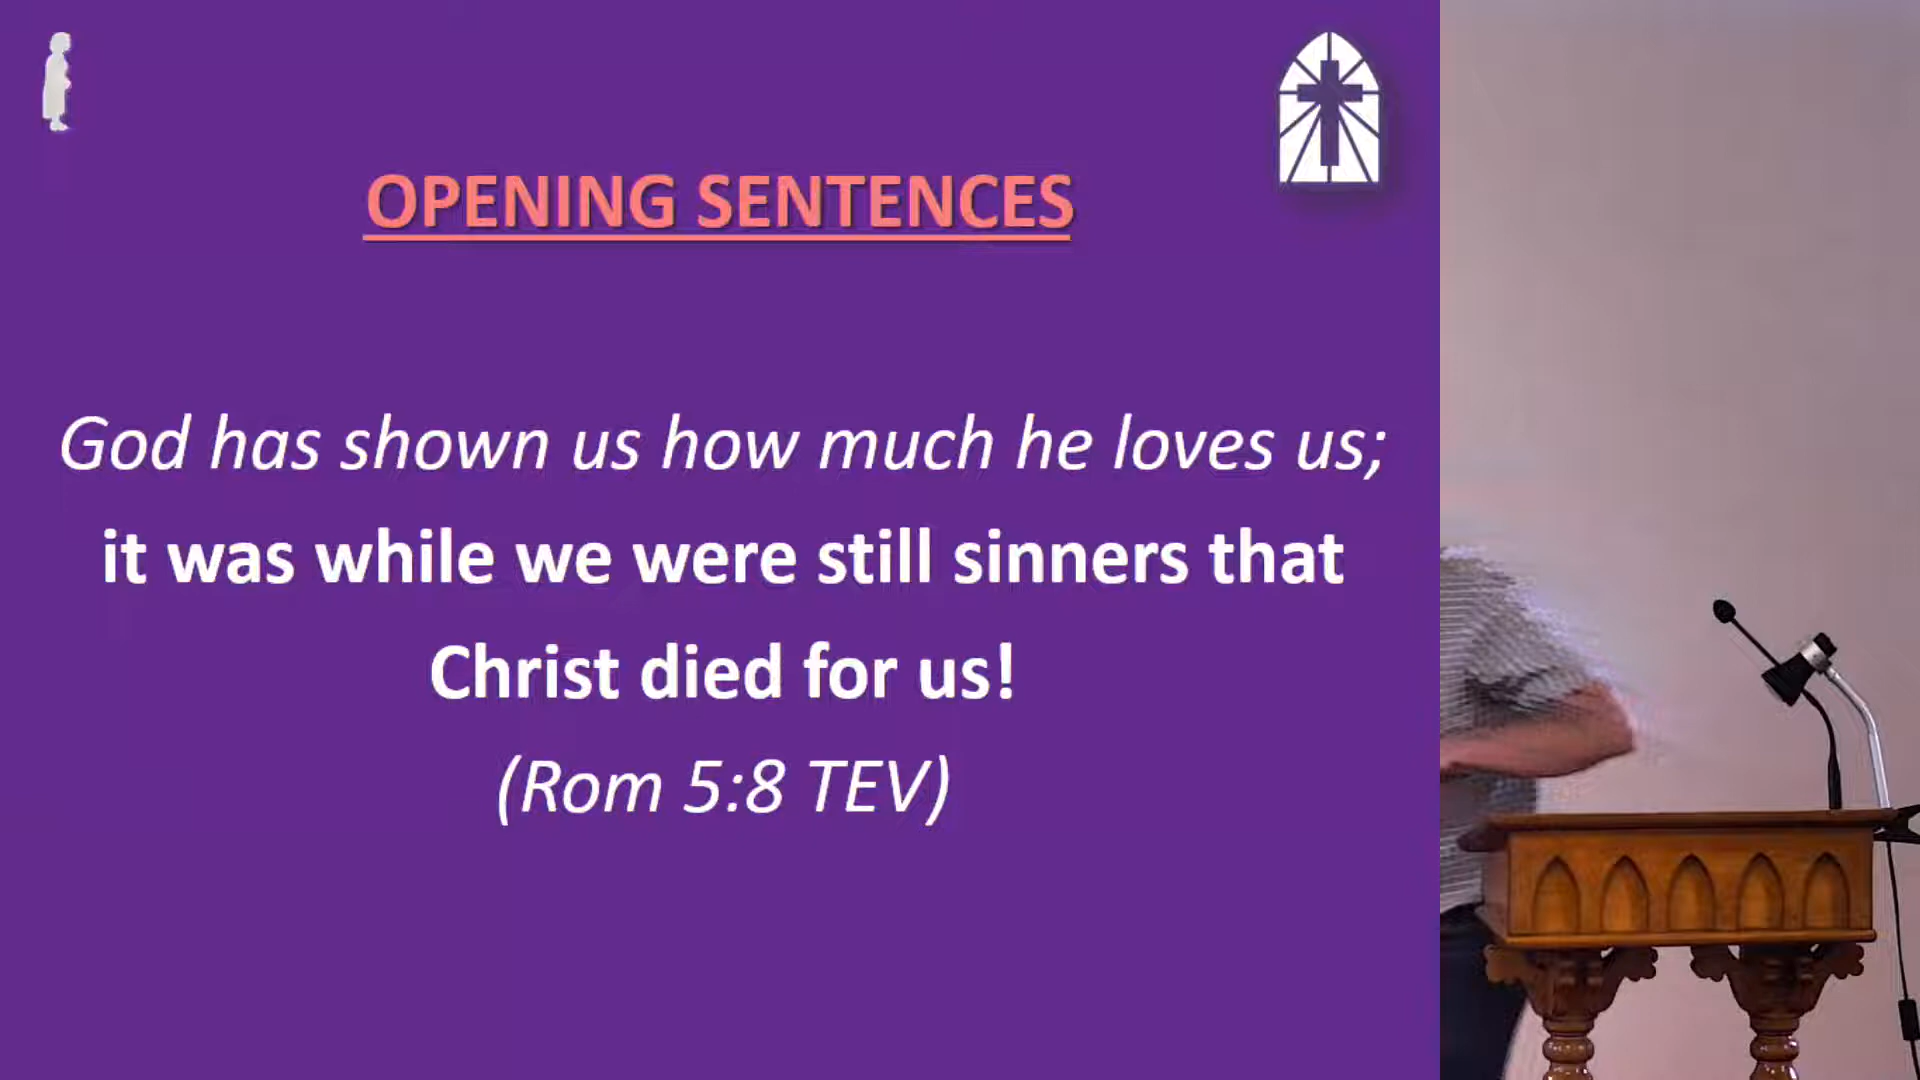 OPENING SENTENCES
God has shown us how much he loves us;
it was while we were still sinners that
Christ died for us!
(Rom 5:8 TEV)